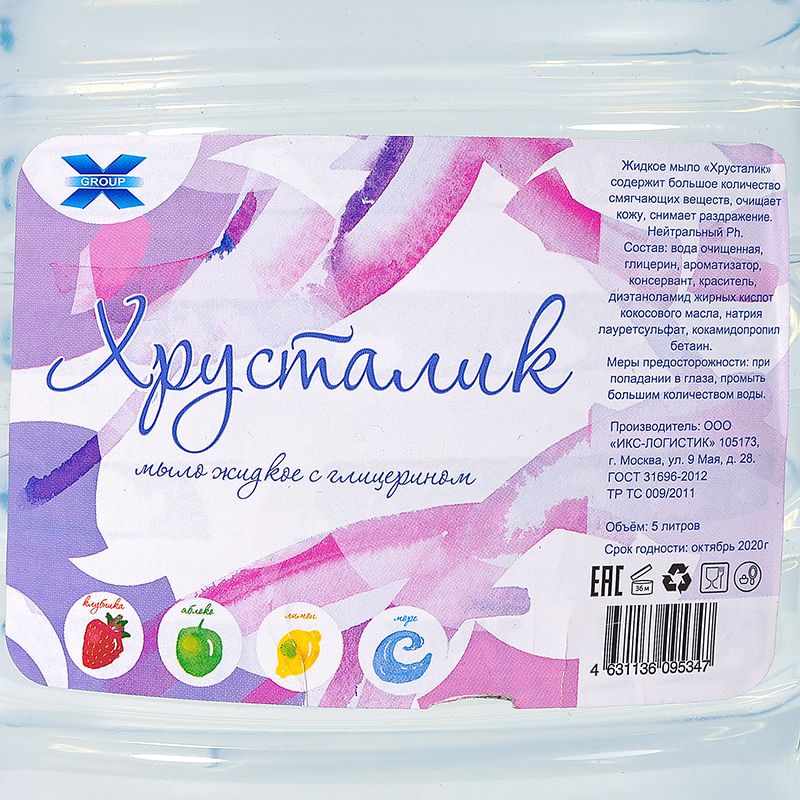 GROUP
Хрусталик
мыло жидкое с глицерином
клубника
яблоко
лимон
море
Жидкое мыло «Хрусталик»
содержит большое количество
смягчающих веществ, очищает
кожу, снимает раздражение.
Нейтральный Ph.
Состав: вода очищенная,
глицерин, ароматизатор,
консервант, краситель,
диэтаноламид жирных кислот
кокосового масла, натрия
лауретсульфат, кокамидопропил
бетаин.
Меры предосторожности: при
попадании в глаза, промыть
большим количеством воды.
Производитель: ООО
«ИКС-ЛОГИСТИК» 105173,
г. Москва, ул. 9 Мая, д. 28.
ГОСТ 31696-2012
ТР ТС 009/2011
Объём: 5 литров
Срок годности: октябрь 2020г
EAC
36м
4 631136 095347